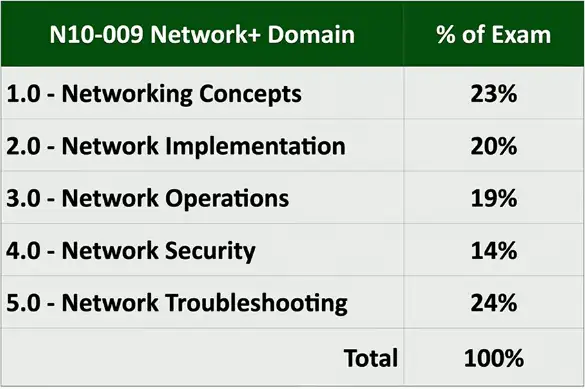 N10-009 Network+ Domain % of Exam
1.0 - Networking Concepts 23%
2.0 - Network Implementation 20%
3.0 - Network Operations 19%
4.0 - Network Security 14%
5.0 - Network Troubleshooting 24%
Total 100%